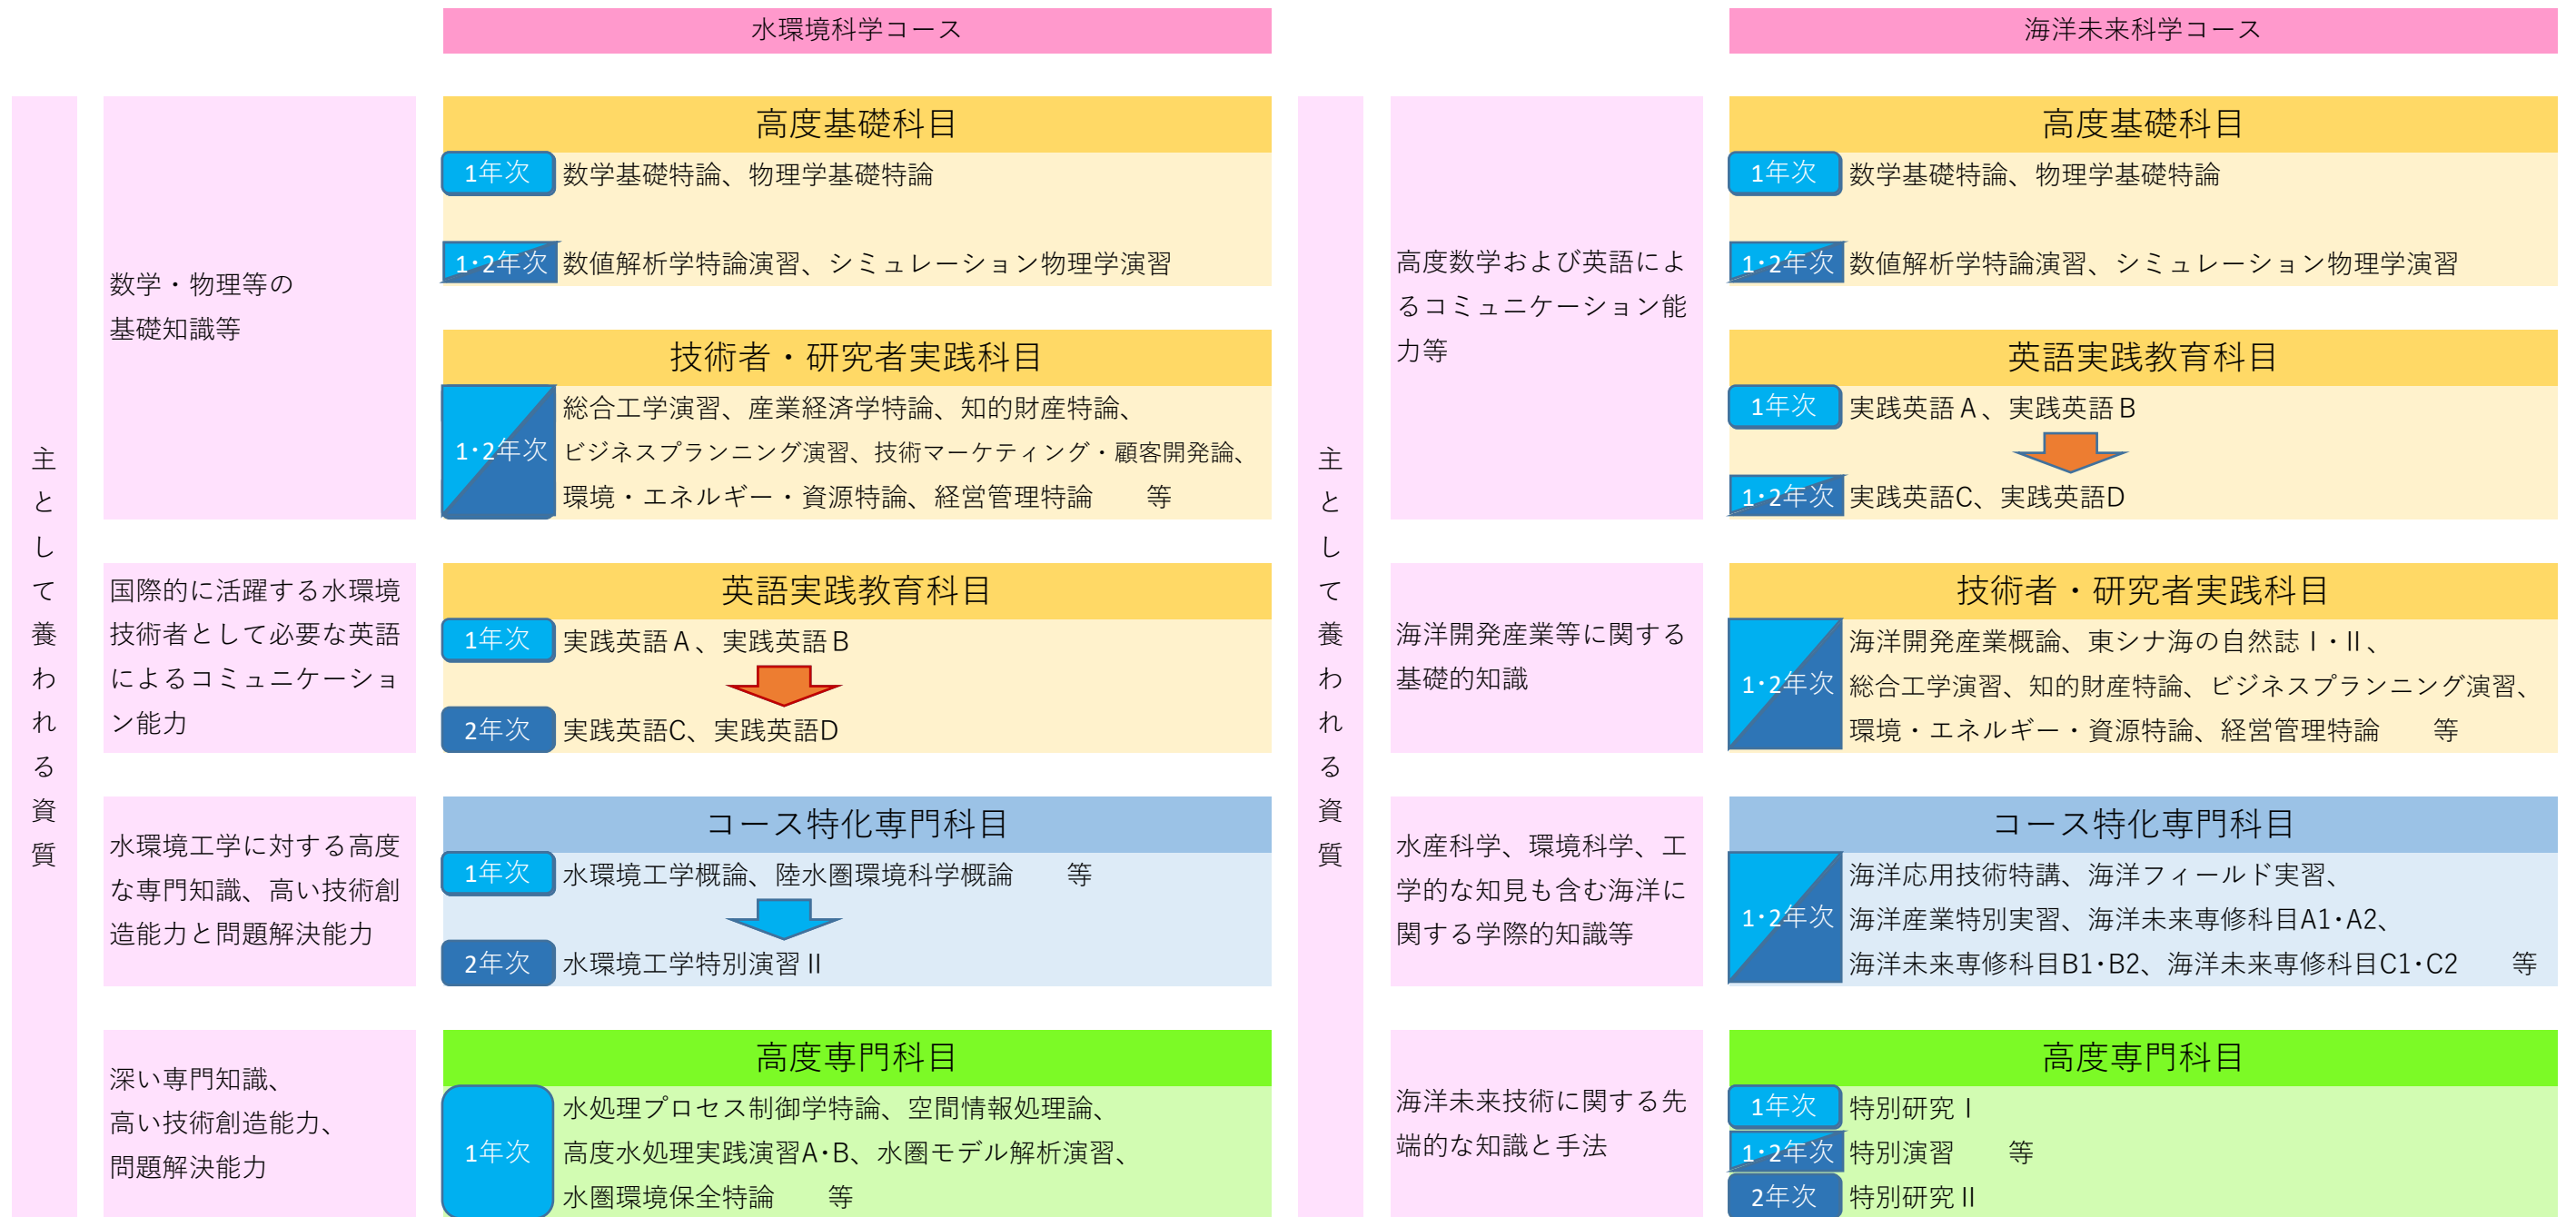 水環境科学コース
主として養われる資質
数学・物理等の
基礎知識等
高度基礎科目
1年次 数学基礎特論、物理学基礎特論
1・2年次 数値解析学特論演習、シミュレーション物理学演習
技術者・研究者実践科目
総合工学演習、産業経済学特論、知的財産特論、
1・2年次 ビジネスプランニング演習、技術マーケティング・顧客開発論、
環境・エネルギー・資源特論、経営管理特論　　等
国際的に活躍する水環境
技術者として必要な英語
によるコミュニケーショ
ン能力
英語実践教育科目
1年次 実践英語A、実践英語B
2年次 実践英語C、実践英語D
水環境工学に対する高度
な専門知識、高い技術創
造能力と問題解決能力
コース特化専門科目
1年次 水環境工学概論、陸水圏環境科学概論　　等
2年次 水環境工学特別演習Ⅱ
深い専門知識、
高い技術創造能力、
問題解決能力
高度専門科目
水処理プロセス制御学特論、空間情報処理論、
1年次 高度水処理実践演習A・B、水圏モデル解析演習、
水圏環境保全特論　　等
海洋未来科学コース
主として養われる資質
高度数学および英語によ
るコミュニケーション能
力等
高度基礎科目
1年次 数学基礎特論、物理学基礎特論
1・2年次 数値解析学特論演習、シミュレーション物理学演習
英語実践教育科目
1年次 実践英語A、実践英語B
1・2年次 実践英語C、実践英語D
海洋開発産業等に関する
基礎的知識
技術者・研究者実践科目
海洋開発産業概論、東シナ海の自然誌Ⅰ・Ⅱ、
1・2年次 総合工学演習、知的財産特論、ビジネスプランニング演習、
環境・エネルギー・資源特論、経営管理特論　　等
水産科学、環境科学、工
学的な知見も含む海洋に
関する学際的知識等
コース特化専門科目
海洋応用技術特講、海洋フィールド実習、
1・2年次 海洋産業特別実習、海洋未来専修科目A1・A2、
海洋未来専修科目B1・B2、海洋未来専修科目C1・C2　　等
海洋未来技術に関する先
端的な知識と手法
高度専門科目
1年次 特別研究Ⅰ
1・2年次 特別演習　　等
2年次 特別研究Ⅱ